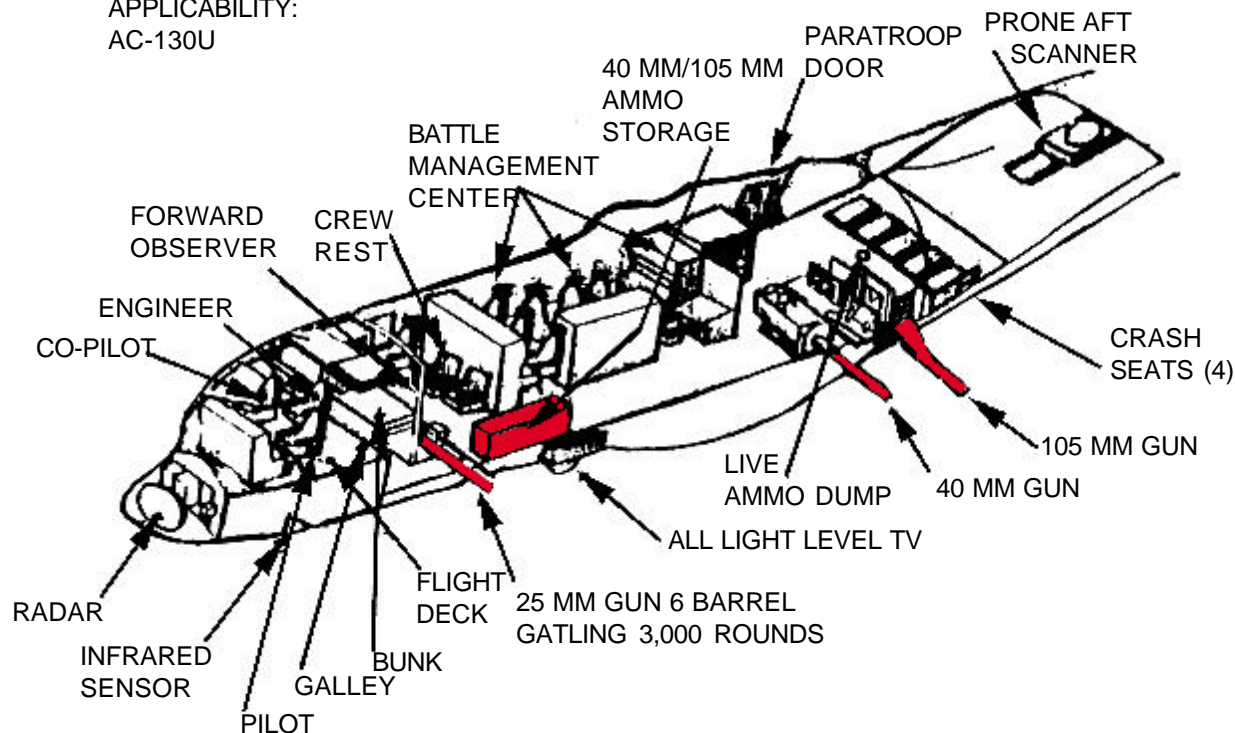 APPLICABILITY:
AC-130U
PRONE AFT
SCANNER
PARATROOP
DOOR
40 MM/105 MM
AMMO
STORAGE
BATTLE
MANAGEMENT
CENTER
FORWARD
OBSERVER
CREW
REST
ENGINEER
CO-PILOT
CRASH
SEATS (4)
105 MM GUN
40 MM GUN
LIVE
AMMO DUMP
ALL LIGHT LEVEL TV
FLIGHT
DECK
25 MM GUN 6 BARREL
GATLING 3,000 ROUNDS
RADAR
INFRARED
SENSOR
BUNK
GALLEY
PILOT